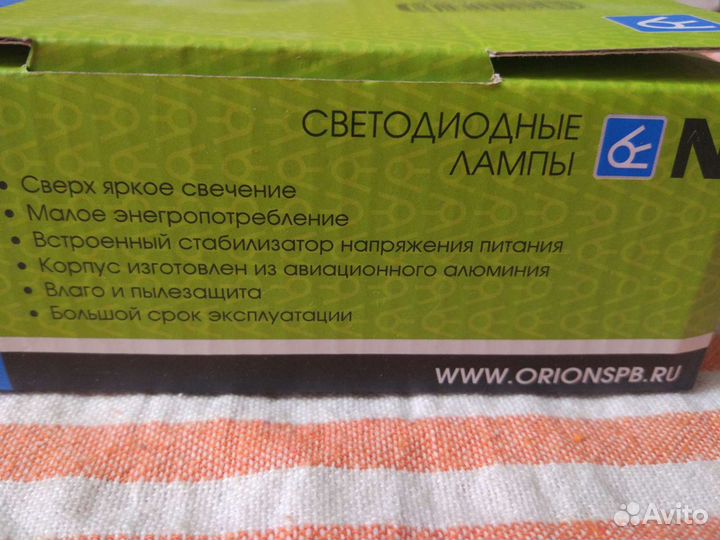 СВЕТОДИОДНЫЕ
ЛАМПЫ
• Сверх яркое свечение
• Малое энегропотребление
• Встроенный стабилизатор напряжения питания
• Корпус изготовлен из авиационного алюминия
• Влаго и пылезащита
• Большой срок эксплуатации
WWW.ORIONSPB.RU
Avito